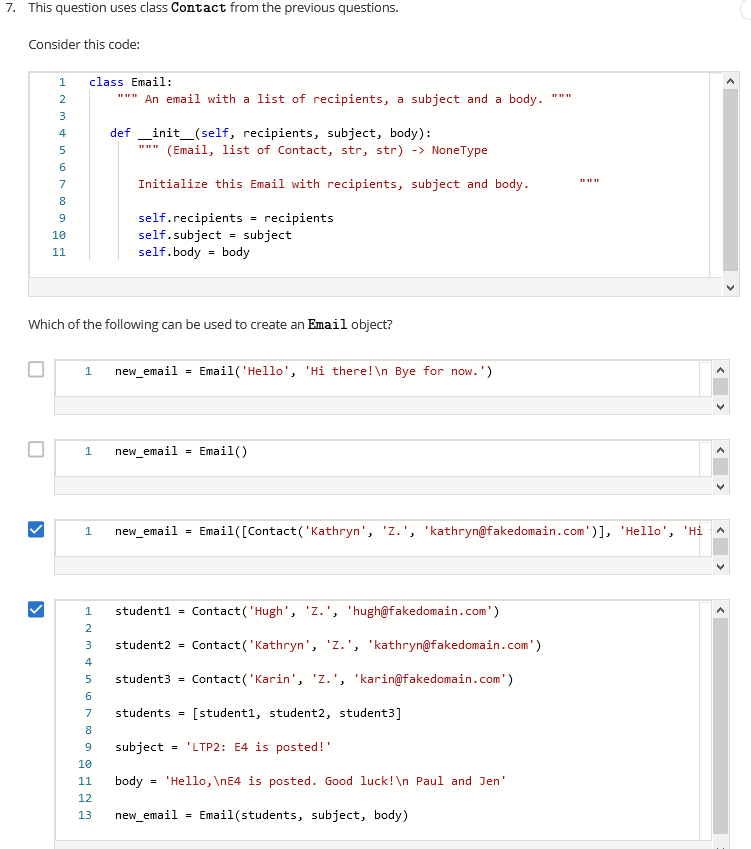 7. This question uses class Contact from the previous questions.
Consider this code:
1 class Email:
2 """ An email with a list of recipients, a subject and a body. """
3
4 def __init__(self, recipients, subject, body):
5 """ (Email, list of Contact, str, str) -> NoneType
6
7 Initialize this Email with recipients, subject and body. """
8
9 self.recipients = recipients
10 self.subject = subject
11 self.body = body
Which of the following can be used to create an Email object?
1 new_email = Email('Hello', 'Hi there!\n Bye for now.')
1 new_email = Email()
1 new_email = Email([Contact('Kathryn', 'Z.', 'kathryn@fakedomain.com')], 'Hello', 'Hi
1 student1 = Contact('Hugh', 'Z.', 'hugh@fakedomain.com')
2
3 student2 = Contact('Kathryn', 'Z.', 'kathryn@fakedomain.com')
4
5 student3 = Contact('Karin', 'Z.', 'karin@fakedomain.com')
6
7 students = [student1, student2, student3]
8
9 subject = 'LTP2: E4 is posted!'
10
11 body = 'Hello,\nE4 is posted. Good luck!\n Paul and Jen'
12
13 new_email = Email(students, subject, body)